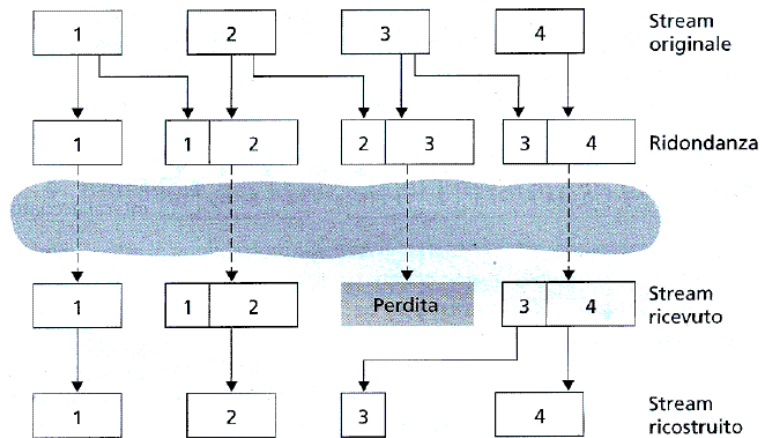 1 2 3 4 Stream
originale
1 1 2 2 3 3 4 Ridondanza
1 1 2 Perdita 3 4 Stream
ricevuto
1 2 3 4 Stream
ricostruito